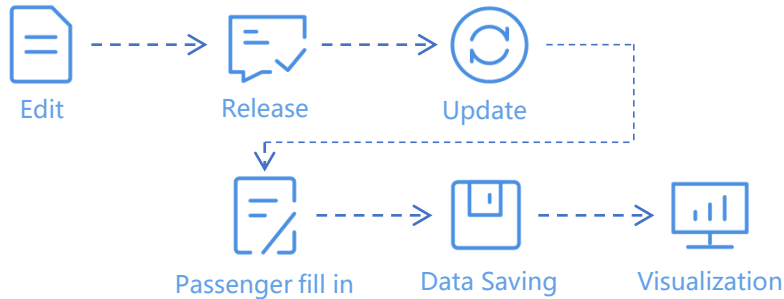 Edit
Release
Update
Passenger fill in
Data Saving
Visualization